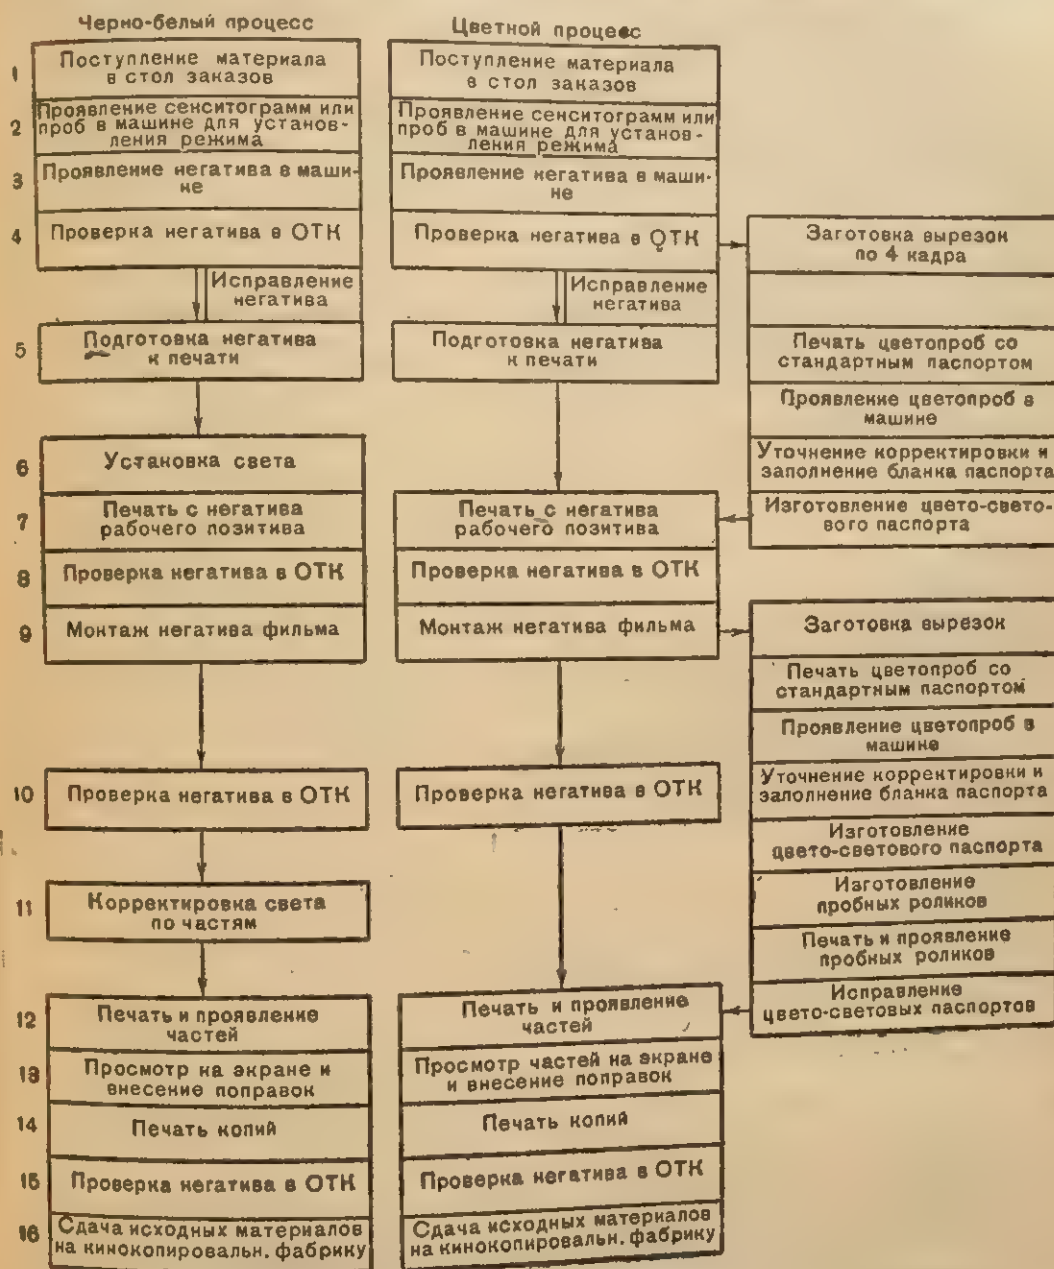 Черно-белый процесс
1
Поступление материала
в стол заказов
2
Проявление сенситограмм или
проб в машине для установ-
ления режима
3
Проявление негатива в маши-
не
4
Проверка негатива в ОТК
Исправление
негатива
5
Подготовка негатива
к печати
6
Установка света
7
Печать с негатива
рабочего позитива
8
Проверка негатива в ОТК
9
Монтаж негатива фильма
10
Проверка негатива в ОТК
11
Корректировка света
по частям
12
Печать и проявление
частей
13
Просмотр на экране и
внесение поправок
14
Печать копий
15
Проверка негатива в ОТК
16
Сдача исходных материалов
на кинокопировальн. фабрику
Цветной процесс
Поступление материала
в стол заказов
Проявление сенситограмм или
проб в машине для установ-
ления режима
Проявление негатива в маши-
не
Проверка негатива в ОТК
Исправление
негатива
Подготовка негатива
к печати
Печать с негатива
рабочего позитива
Проверка негатива в ОТК
Монтаж негатива фильма
Проверка негатива в ОТК
Печать и проявление
частей
Просмотр частей на экране
и внесение поправок
Печать копий
Проверка негатива в ОТК
Сдача исходных материалов
на кинокопировальн. фабрику
Заготовка вырезок
по 4 кадра
Печать цветопроб со
стандартным паспортом
Проявление цветопроб в
машине
Уточнение корректировки и
заполнение бланка паспорта
Изготовление цвето-свето-
вого паспорта
Заготовка вырезок
Печать цветопроб со
стандартным паспортом
Проявление цветопроб в
машине
Уточнение корректировки и
заполнение бланка паспорта
Изготовление
цвето-светового паспорта
Изготовление
пробных роликов
Печать и проявление
пробных роликов
Исправление
цвето-световых паспортов